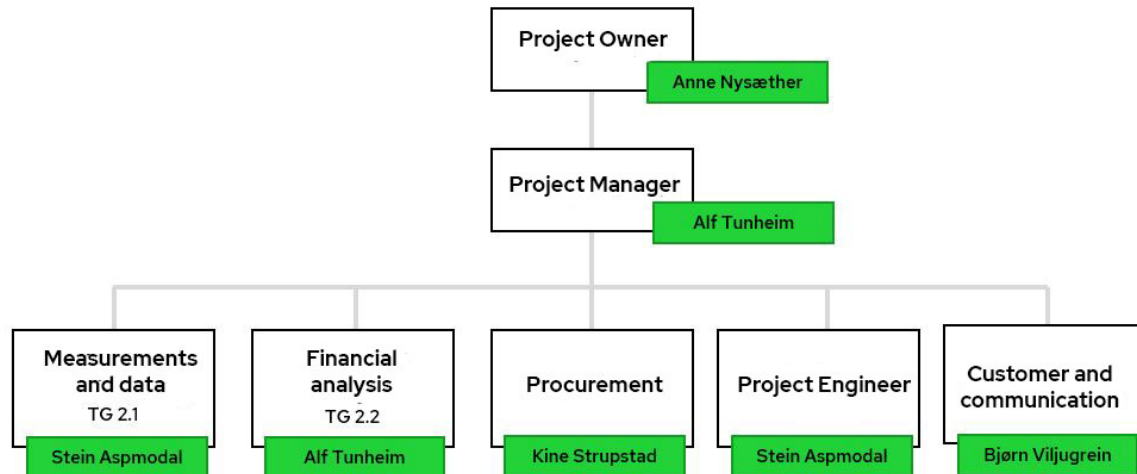 Project Owner
Anne Nysæther
Project Manager
Alf Tunheim
Measurements
and data
TG 2.1
Stein Aspmodal
Financial
analysis
TG 2.2
Alf Tunheim
Procurement
Kine Strupstad
Project Engineer
Stein Aspmodal
Customer and
communication
Bjørn Viljugrein